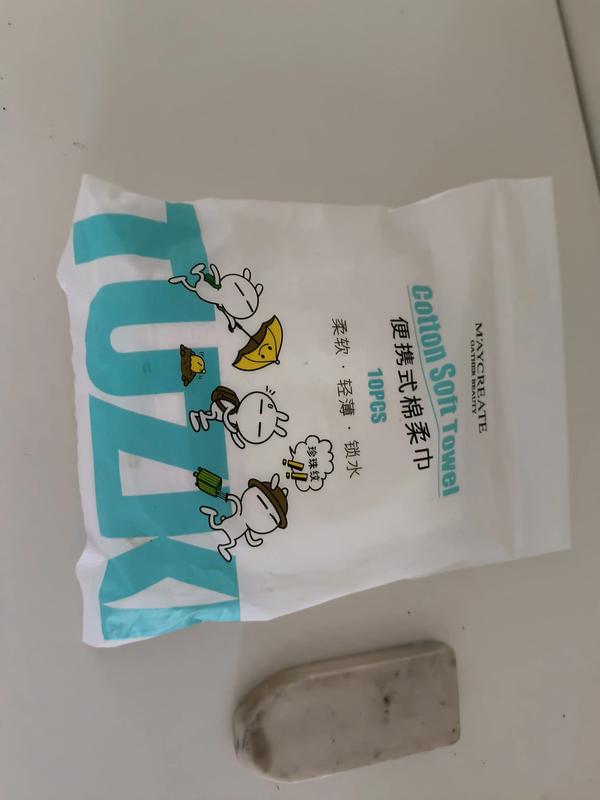 M'AYCREATE
GATHER BEAUTY
Cotton Soft Towel
便携式棉柔巾
10PCS
柔软 · 轻薄 · 锁水
珍珠纹
TUZKI